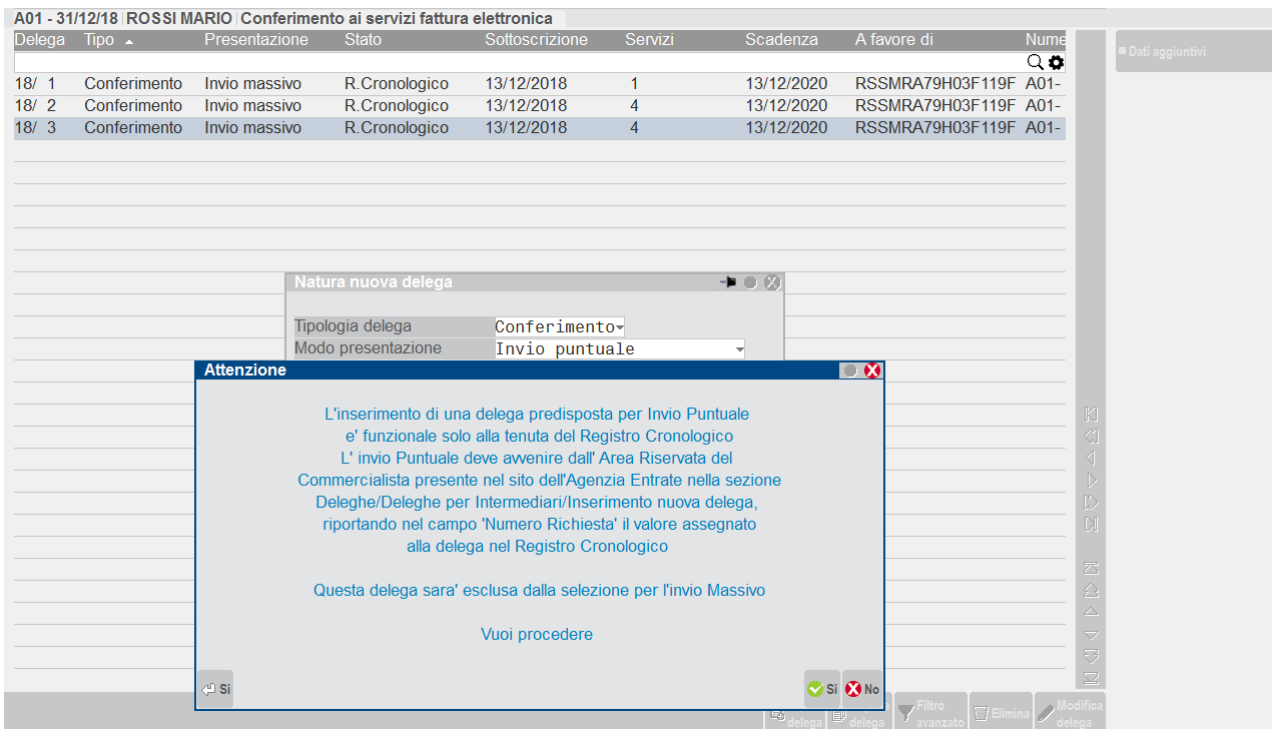 A01 - 31/12/18 ROSSI MARIO Conferimento ai servizi fattura elettronica
Delega Tipo Presentazione Stato Sottoscrizione Servizi Scadenza A favore di Nume
Dati aggiuntivi
18/ 1 Conferimento Invio massivo R.Cronologico 13/12/2018 1 13/12/2020 RSSMRA79H03F119F A01-
18/ 2 Conferimento Invio massivo R.Cronologico 13/12/2018 4 13/12/2020 RSSMRA79H03F119F A01-
18/ 3 Conferimento Invio massivo R.Cronologico 13/12/2018 4 13/12/2020 RSSMRA79H03F119F A01-
Natura nuova delega
Tipologia delega Conferimento
Modo presentazione Invio puntuale
Attenzione
L'inserimento di una delega predisposta per Invio Puntuale
e' funzionale solo alla tenuta del Registro Cronologico
L' invio Puntuale deve avvenire dall' Area Riservata del
Commercialista presente nel sito dell'Agenzia Entrate nella sezione
Deleghe/Deleghe per Intermediari/Inserimento nuova delega,
riportando nel campo 'Numero Richiesta' il valore assegnato
alla delega nel Registro Cronologico
Questa delega sara' esclusa dalla selezione per l'invio Massivo
Vuoi procedere
Si Si No
delega delega Filtro avanzato Elimina Modifica delega